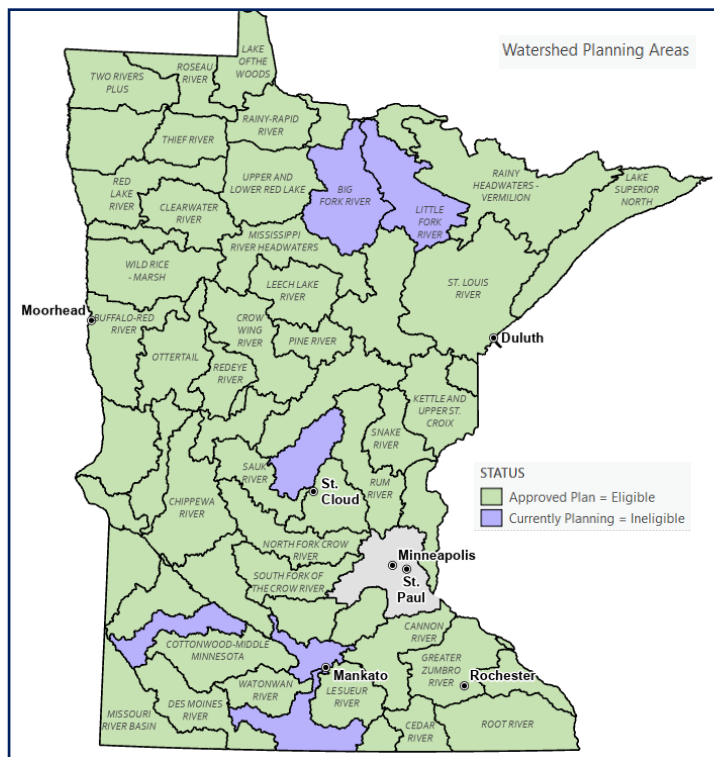 Watershed Planning Areas
LAKE
OF THE
WOODS
ROSEAU
RIVER
TWO RIVERS
PLUS
RAINY-RAPID
RIVER
THIEF RIVER
UPPER AND
LOWER RED LAKE
BIG
FORK RIVER
RAINY
HEADWATERS -
VERMILION
LAKE
SUPERIOR
NORTH
RED
LAKE
RIVER
CLEARWATER
RIVER
LITTLE
FORK
RIVER
MISSISSIPPI
RIVER HEADWATERS
WILD RICE
- MARSH
LEECH LAKE
RIVER
ST. LOUIS
RIVER
Moorhead
BUFFALO-RED
RIVER
CROW
WING
RIVER
PINE RIVER
Duluth
OTTERTAIL
REDEYE
RIVER
KETTLE AND
UPPER ST.
CROIX
SNAKE
RIVER
SAUK
RIVER
St.
Cloud
RUM
RIVER
STATUS
Approved Plan = Eligible
Currently Planning = Ineligible
CHIPPEWA
RIVER
NORTH FORK CROW
RIVER
Minneapolis
St.
Paul
SOUTH FORK OF
THE CROW RIVER
CANNON
RIVER
COTTONWOOD-MIDDLE
MINNESOTA
GREATER
ZUMBRO
RIVER
Mankato
Rochester
WATONWAN
RIVER
LESUEUR
RIVER
DES MOINES
RIVER
MISSOURI
RIVER BASIN
CEDAR
RIVER
ROOT RIVER